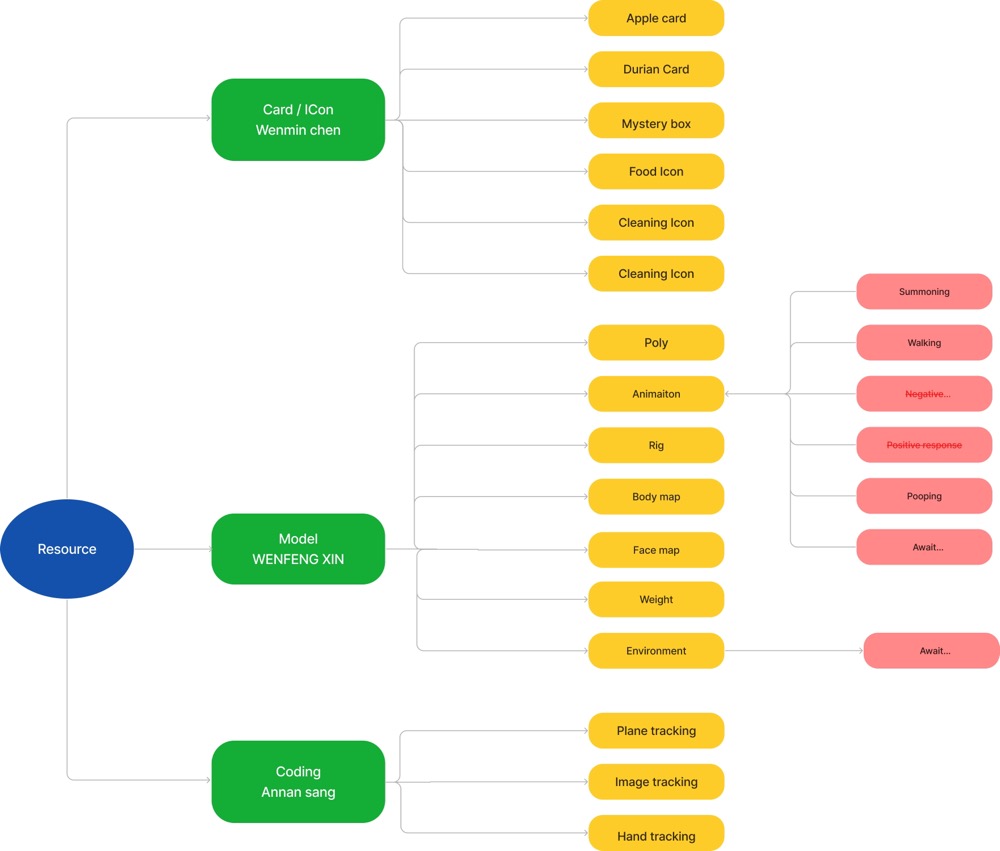 Apple card
Durian Card
Card / ICon
Wenmin chen
Mystery box
Food Icon
Cleaning Icon
Cleaning Icon
Summoning
Poly
Walking
Animaiton
Negative...
Rig
Positive response
Body map
Pooping
Resource
Model
WENFENG XIN
Face map
Await...
Weight
Environment
Await...
Plane tracking
Coding
Annan sang
Image tracking
Hand tracking